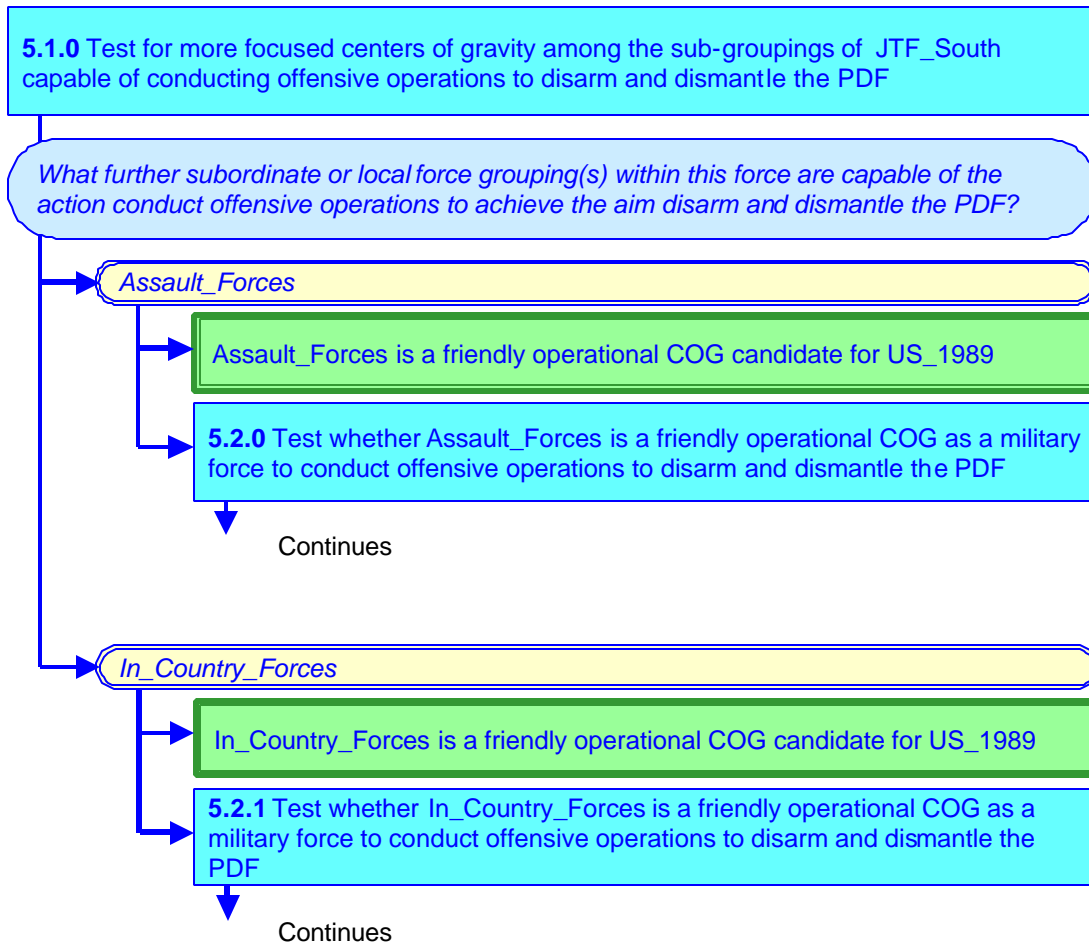 5.1.0 Test for more focused centers of gravity among the sub-groupings of JTF_South
capable of conducting offensive operations to disarm and dismantle the PDF
What further subordinate or local force grouping(s) within this force are capable of the
action conduct offensive operations to achieve the aim disarm and dismantle the PDF?
Assault_Forces
Assault_Forces is a friendly operational COG candidate for US_1989
5.2.0 Test whether Assault_Forces is a friendly operational COG as a military
force to conduct offensive operations to disarm and dismantle the PDF
Continues
In_Country_Forces
In_Country_Forces is a friendly operational COG candidate for US_1989
5.2.1 Test whether In_Country_Forces is a friendly operational COG as a
military force to conduct offensive operations to disarm and dismantle the
PDF
Continues